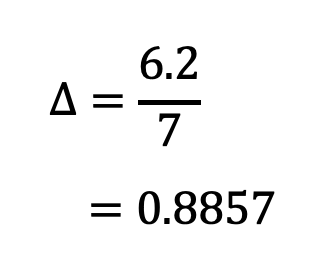 Δ = 6.2/7
= 0.8857